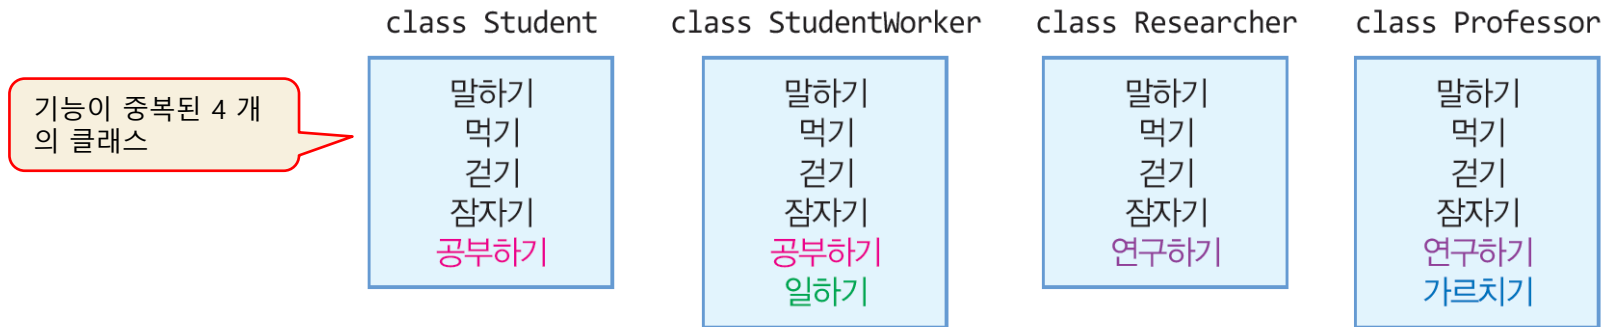 class Student
class StudentWorker
class Researcher
class Professor
기능이 중복된 4 개
의 클래스
말하기
먹기
걷기
잠자기
공부하기
말하기
먹기
걷기
잠자기
공부하기
일하기
말하기
먹기
걷기
잠자기
연구하기
말하기
먹기
걷기
잠자기
연구하기
가르치기